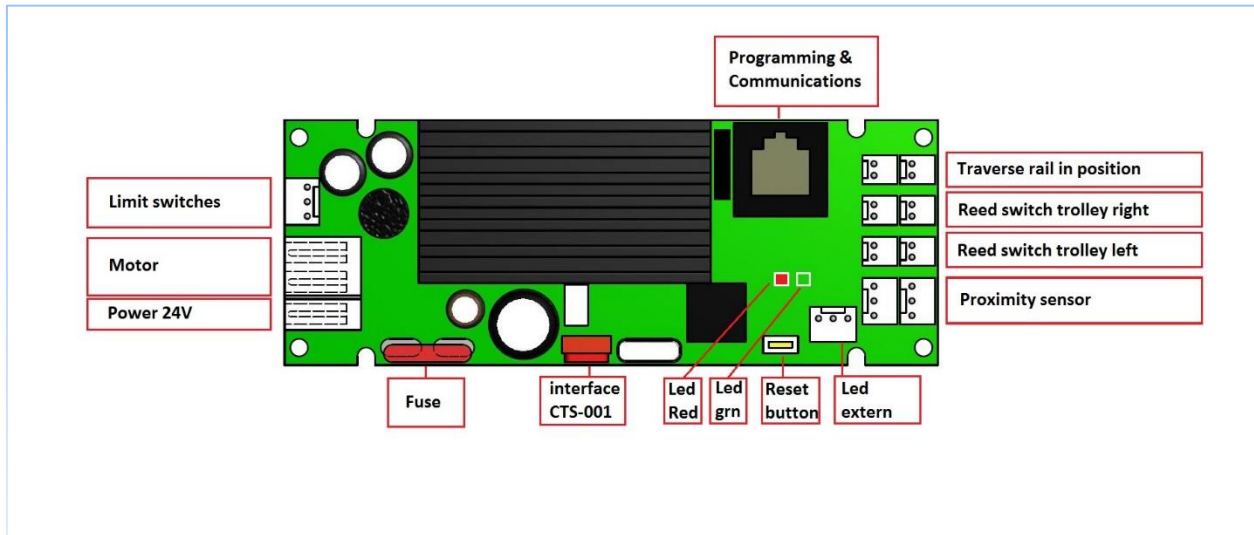 Programming &
Communications
Limit switches
Motor
Power 24V
Traverse rail in position
Reed switch trolley right
Reed switch trolley left
Proximity sensor
Fuse
interface
CTS-001
Led
Red
Led
grn
Reset
button
Led
extern